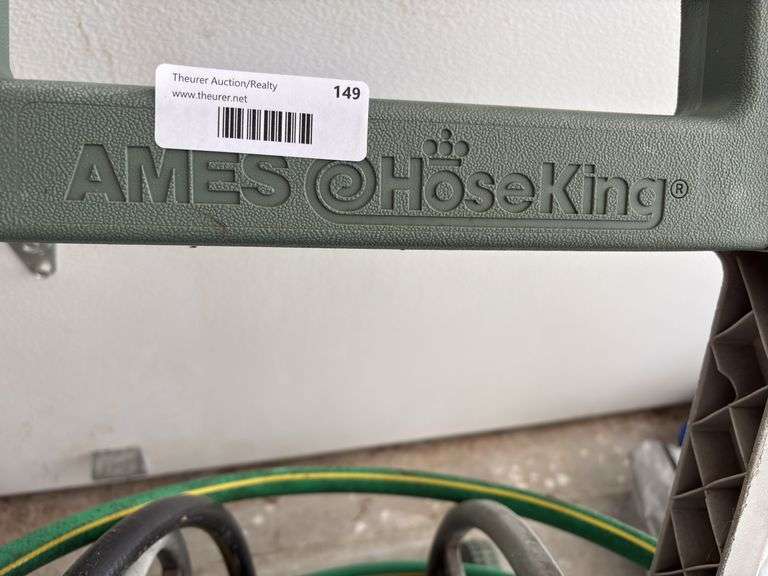 Theurer Auction/Realty
www.theurer.net
149
AMES HoseKing®